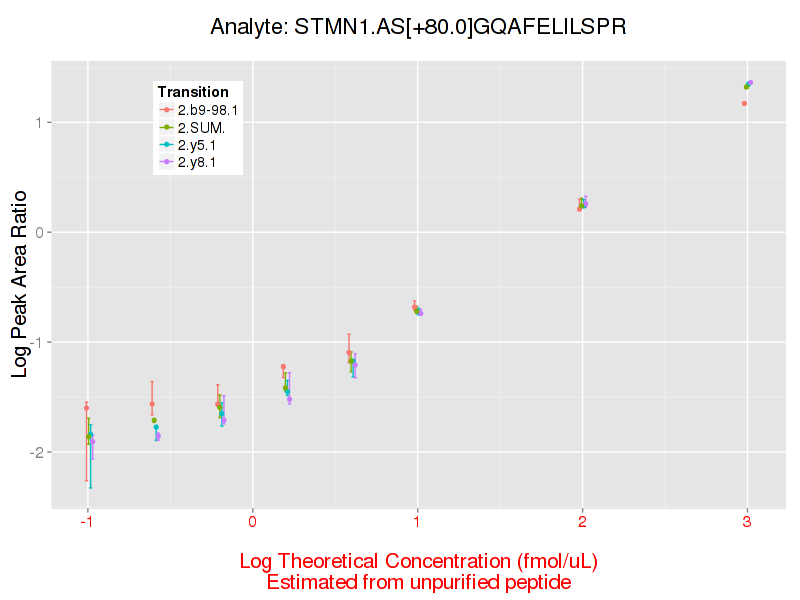 Analyte: STMN1.AS[+80.0]GQAFELILSPR
Log Peak Area Ratio
Transition
2.b9-98.1
2.SUM.
2.y5.1
2.y8.1
1
0
-1
-2
-1
0
1
2
3
Log Theoretical Concentration (fmol/uL)
Estimated from unpurified peptide